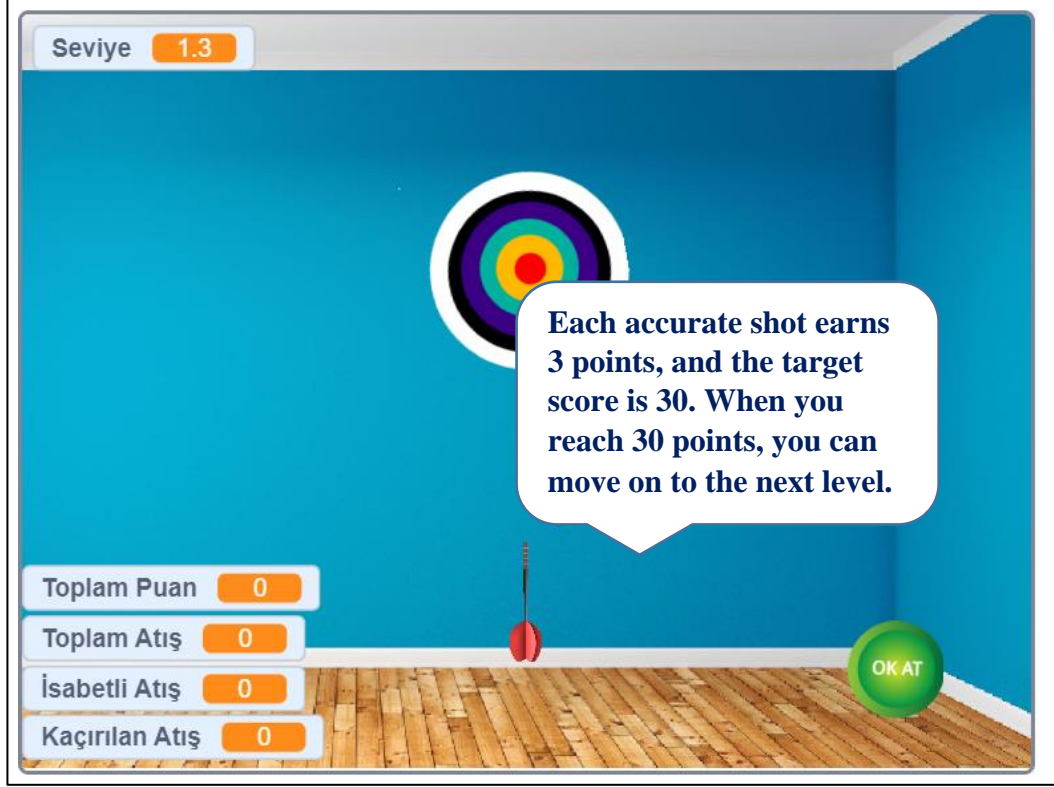 Seviye 1.3
Each accurate shot earns
3 points, and the target
score is 30. When you
reach 30 points, you can
move on to the next level.
Toplam Puan 0
Toplam Atış 0
İsabetli Atış 0
Kaçırılan Atış 0
OK AT